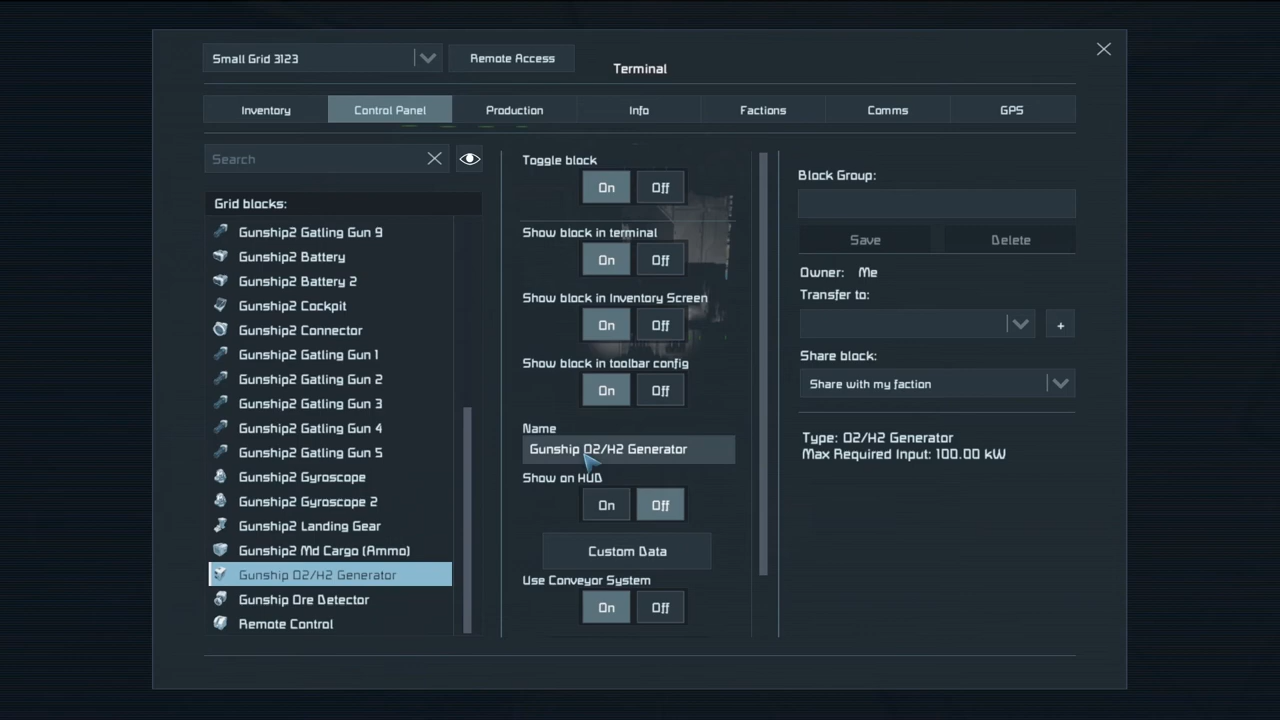 Small Grid 3123
Remote Access
Terminal
Inventory
Control Panel
Production
Info
Factions
Comms
GPS
Search
Grid blocks:
Gunship2 Gatling Gun 9
Gunship2 Battery
Gunship2 Battery 2
Gunship2 Cockpit
Gunship2 Connector
Gunship2 Gatling Gun 1
Gunship2 Gatling Gun 2
Gunship2 Gatling Gun 3
Gunship2 Gatling Gun 4
Gunship2 Gatling Gun 5
Gunship2 Gyroscope
Gunship2 Gyroscope 2
Gunship2 Landing Gear
Gunship2 Md Cargo (Ammo)
Gunship O2/H2 Generator
Gunship Ore Detector
Remote Control
Toggle block
On Off
Show block in terminal
On Off
Show block in Inventory Screen
On Off
Show block in toolbar config
On Off
Name
Gunship O2/H2 Generator
Show on HUD
On Off
Custom Data
Use Conveyor System
On Off
Block Group:
Save Delete
Owner: Me
Transfer to:
+
Share block:
Share with my faction
Type: O2/H2 Generator
Max Required Input: 100.00 kW